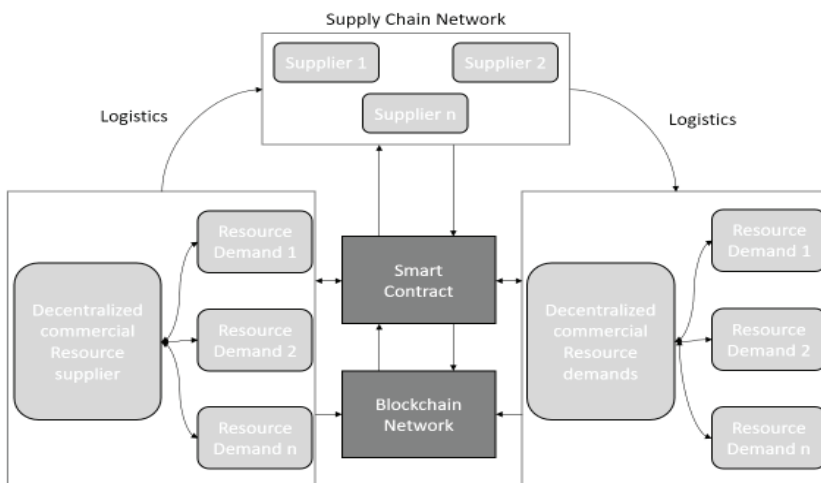 Supply Chain Network
Supplier 1
Supplier 2
Supplier n
Logistics
Logistics
Resource
Demand 1
Resource
Demand 2
Resource
Demand n
Decentralized
commercial
Resource
supplier
Smart
Contract
Blockchain
Network
Decentralized
commercial
Resource
demands
Resource
Demand 1
Resource
Demand 2
Resource
Demand n